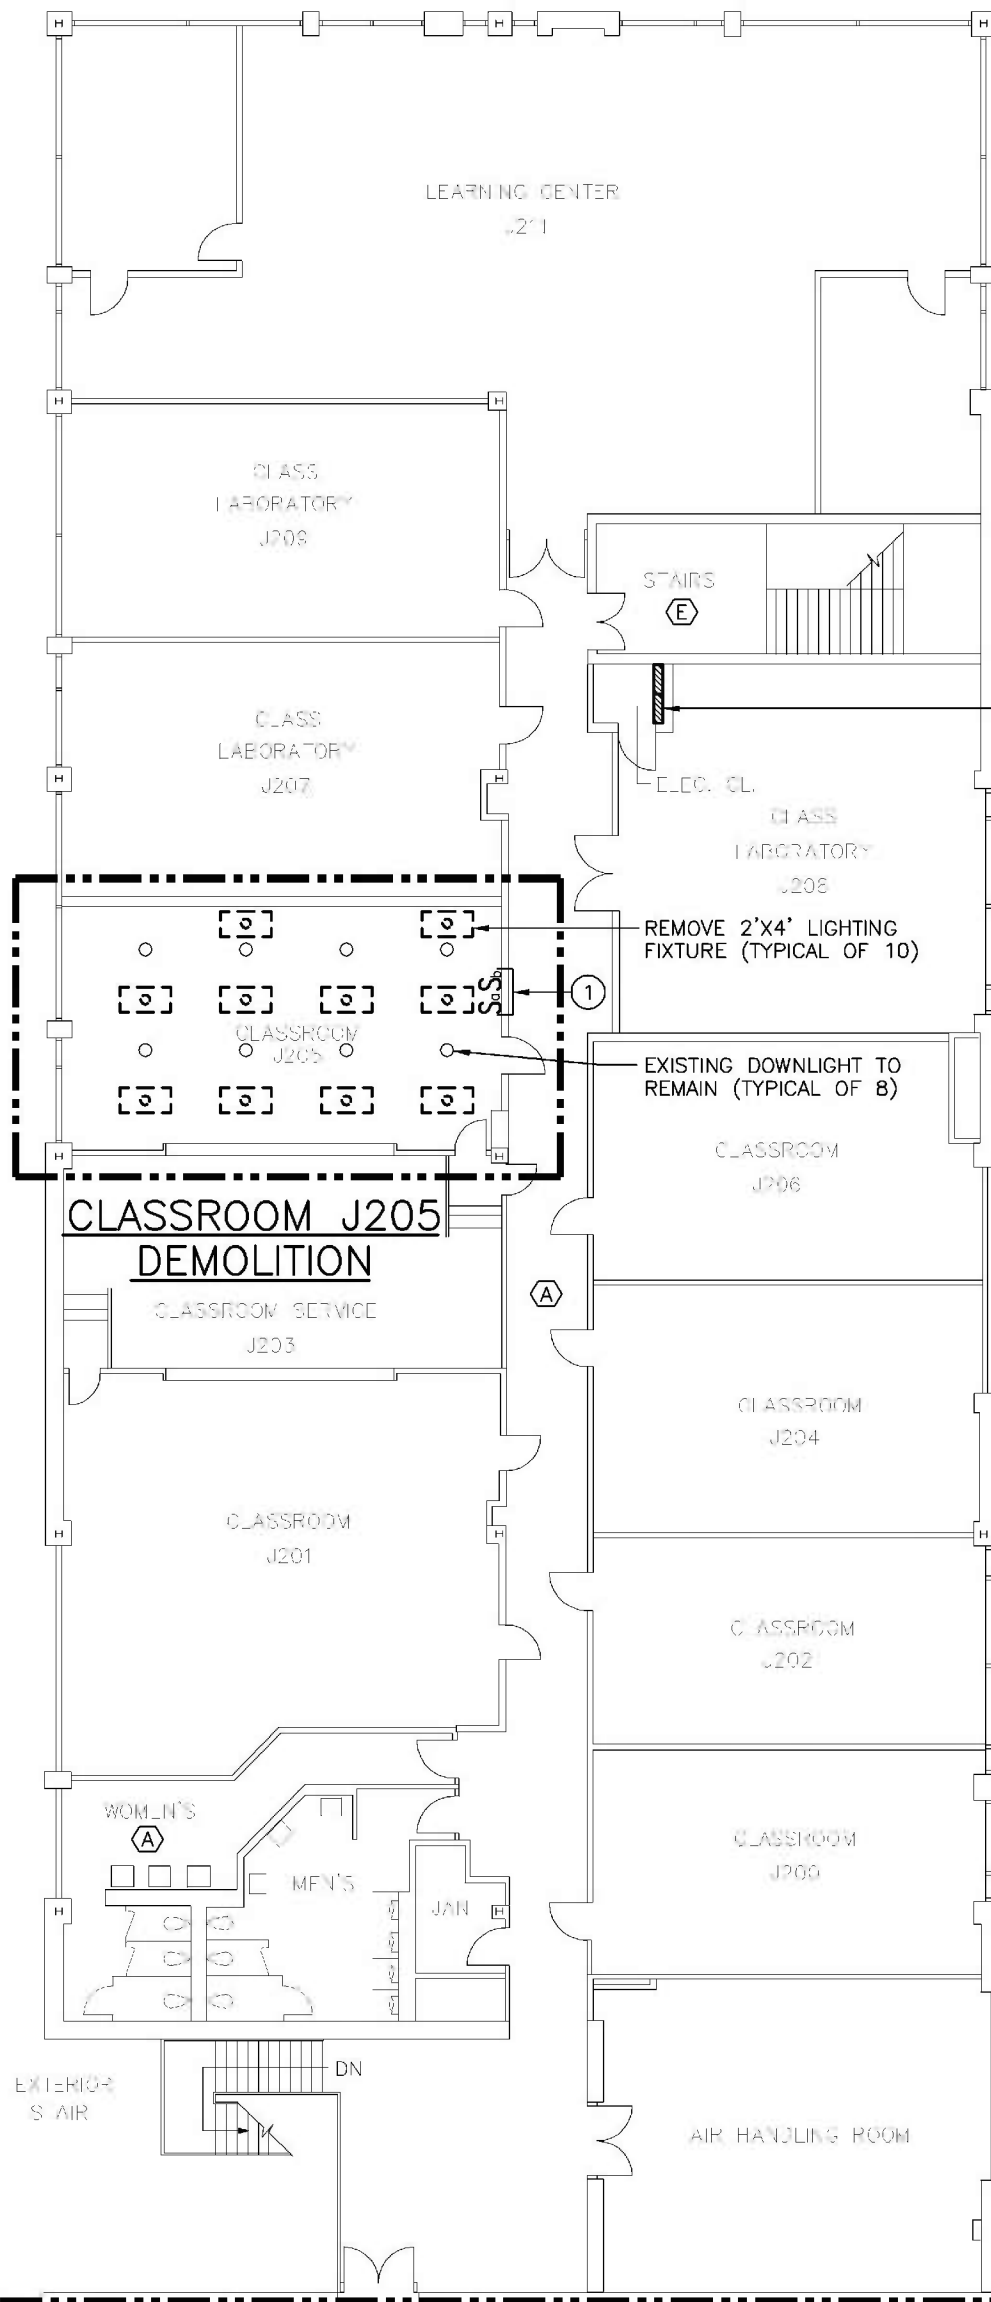 H
H
H
LEARNING CENTER
J211
H
H
CLASS
LABORATORY
J209
STAIRS
E
CLASS
LABORATORY
J207
H
H
ELEC. CL.
CLASS
LABORATORY
J208
REMOVE 2'X4' LIGHTING
FIXTURE (TYPICAL OF 10)
SaSb
1
CLASSROOM
J205
EXISTING DOWNLIGHT TO
REMAIN (TYPICAL OF 8)
H
H
CLASSROOM
J206
CLASSROOM J205
DEMOLITION
A
CLASSROOM SERVICE
J203
CLASSROOM
J204
CLASSROOM
J201
H
H
H
CLASSROOM
J202
WOMEN'S
A
CLASSROOM
J200
MEN'S
JAN
H
H
DN
EXTERIOR
STAIR
AIR HANDLING ROOM